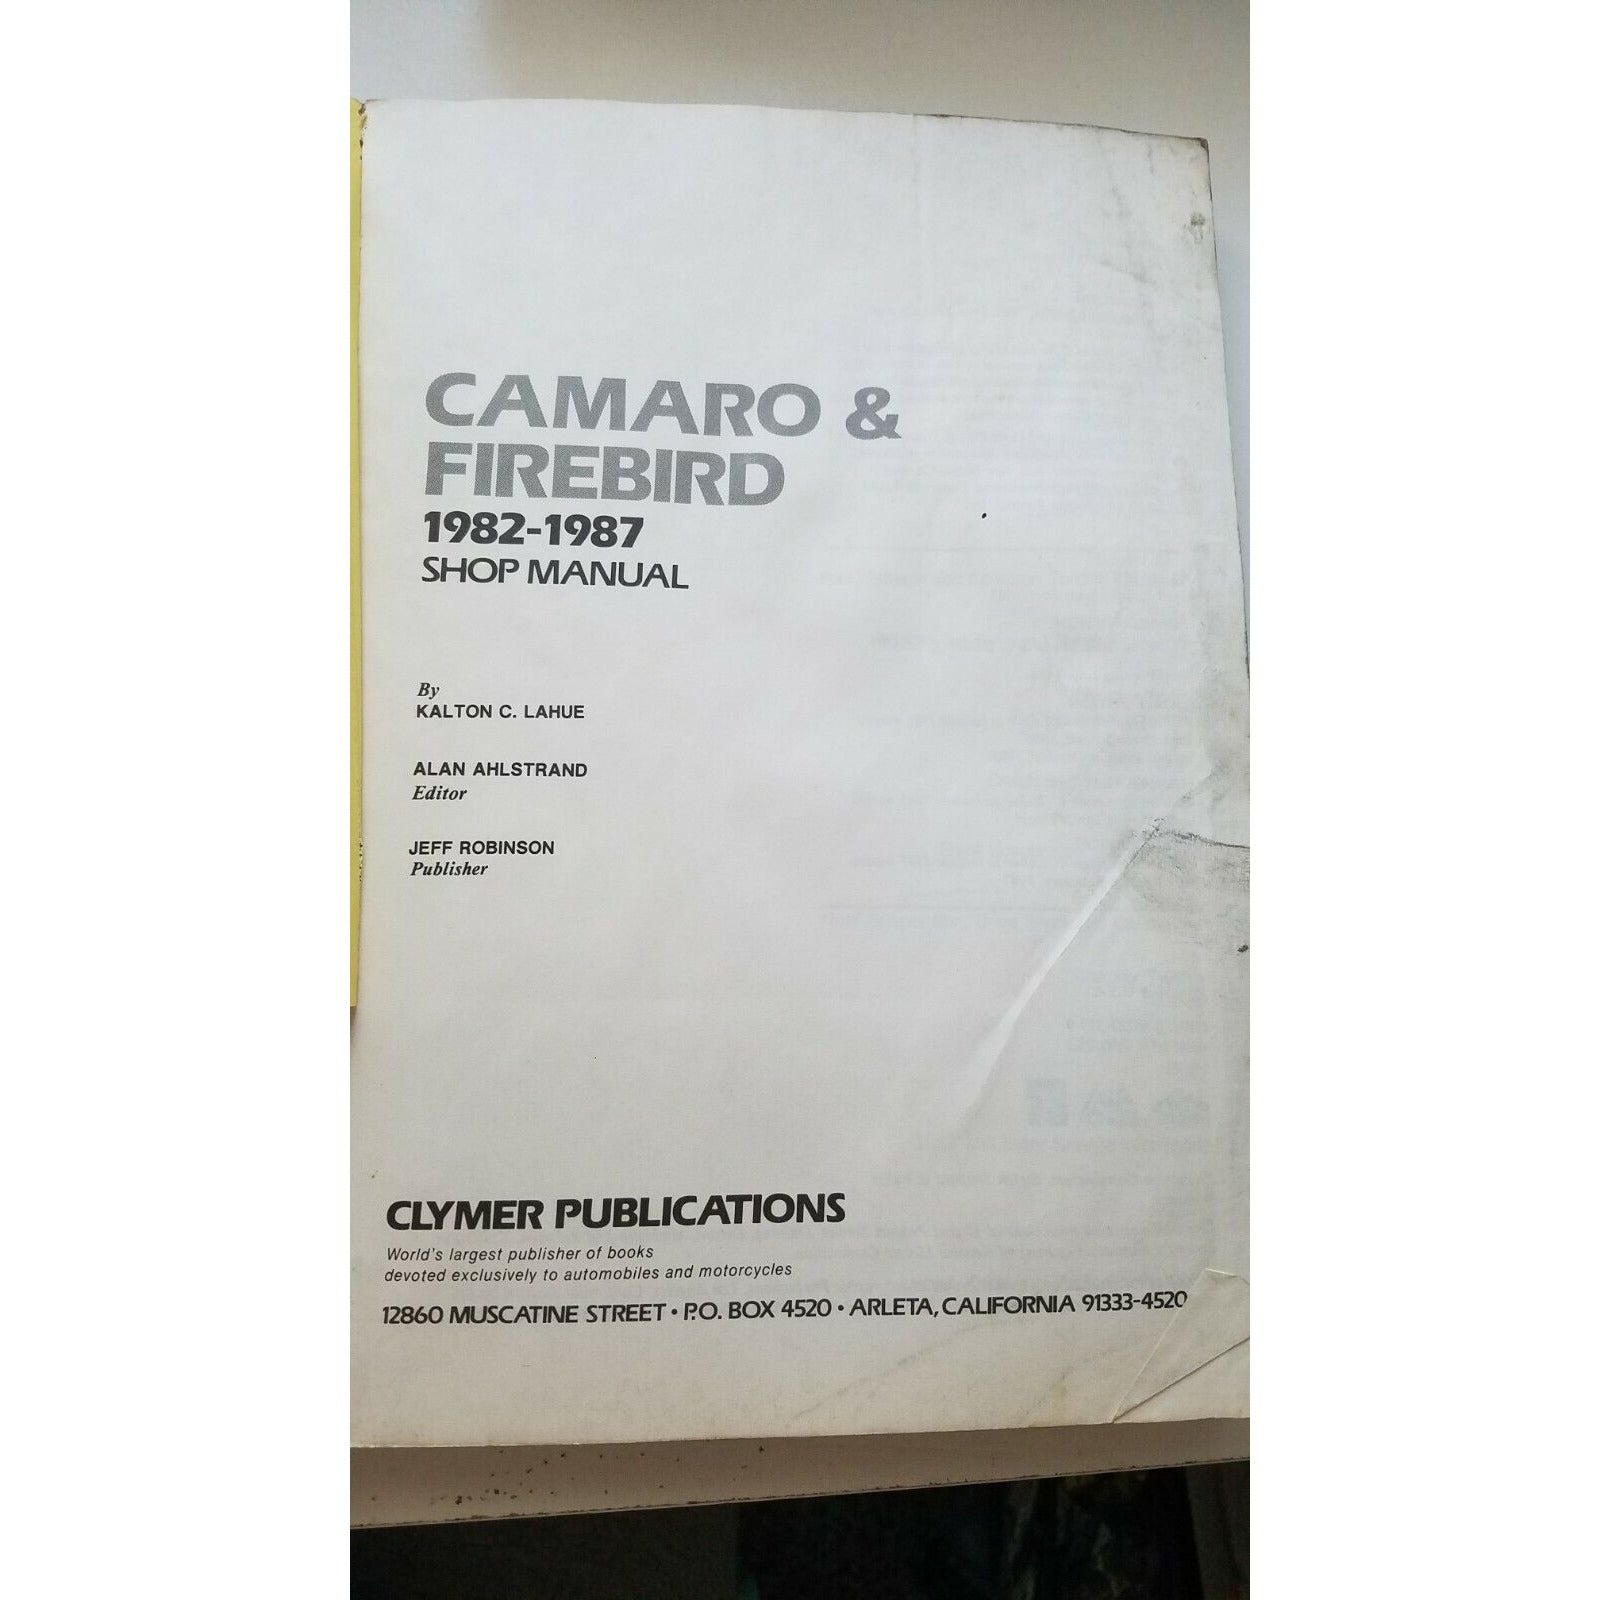 CAMARO &
FIREBIRD
1982-1987
SHOP MANUAL
By
KALTON C. LAHUE
ALAN AHLSTRAND
Editor
JEFF ROBINSON
Publisher
CLYMER PUBLICATIONS
World's largest publisher of books
devoted exclusively to automobiles and motorcycles
12860 MUSCATINE STREET • P.O. BOX 4520 • ARLETA, CALIFORNIA 91333-4520